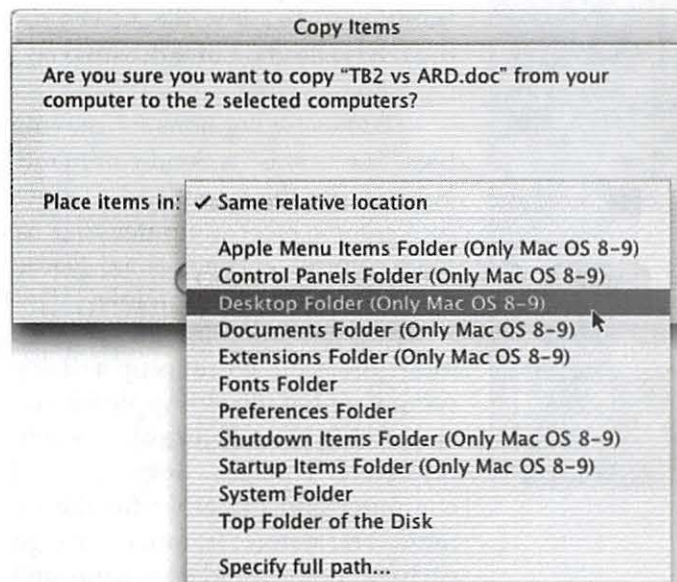 Copy Items
Are you sure you want to copy “TB2 vs ARD.doc” from your
computer to the 2 selected computers?
Place items in: ✓ Same relative location
Apple Menu Items Folder (Only Mac OS 8–9)
Control Panels Folder (Only Mac OS 8–9)
Desktop Folder (Only Mac OS 8–9)
Documents Folder (Only Mac OS 8–9)
Extensions Folder (Only Mac OS 8–9)
Fonts Folder
Preferences Folder
Shutdown Items Folder (Only Mac OS 8–9)
Startup Items Folder (Only Mac OS 8–9)
System Folder
Top Folder of the Disk
Specify full path...